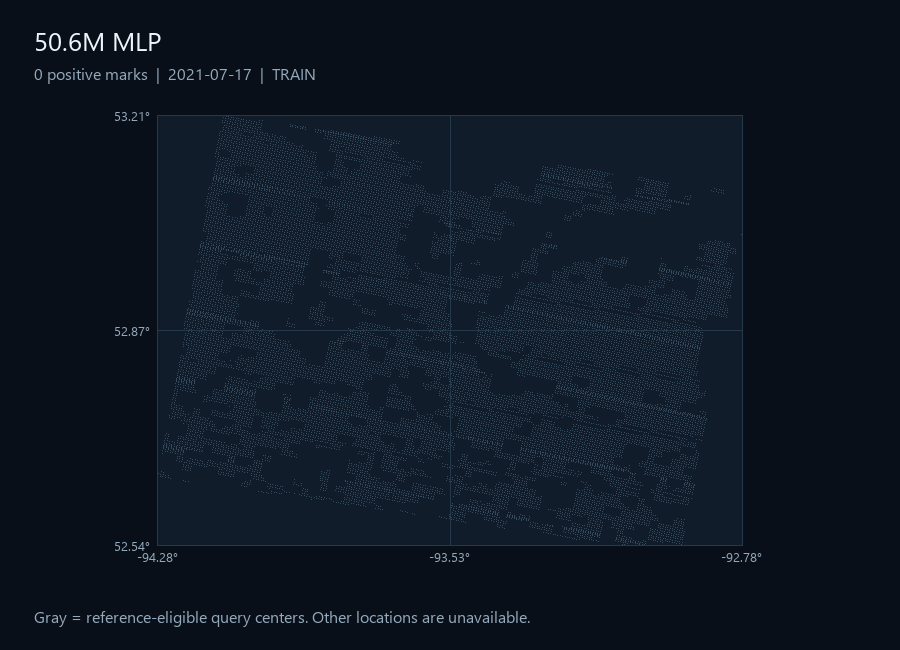 50.6M MLP
0 positive marks | 2021-07-17 | TRAIN
53.21°
52.87°
52.54°
-94.28°
-93.53°
-92.78°
Gray = reference-eligible query centers. Other locations are unavailable.